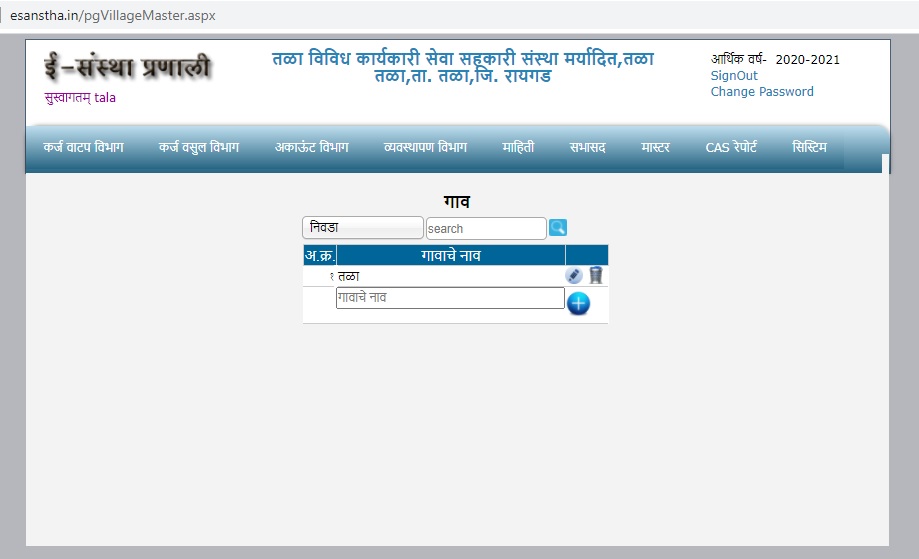 esanstha.in/pgVillageMaster.aspx
ई-संस्था प्रणाली
सुस्वागतम् tala
तळा विविध कार्यकारी सेवा सहकारी संस्था मर्यादित,तळा
तळा,ता. तळा,जि. रायगड
आर्थिक वर्ष- 2020-2021
SignOut
Change Password
कर्ज वाटप विभाग कर्ज वसुल विभाग अकाऊंट विभाग व्यवस्थापण विभाग माहिती सभासद मास्टर CAS रेपोर्ट सिस्टिम
गाव
निवडा search
अ.क्र. गावाचे नाव
१ तळा
गावाचे नाव